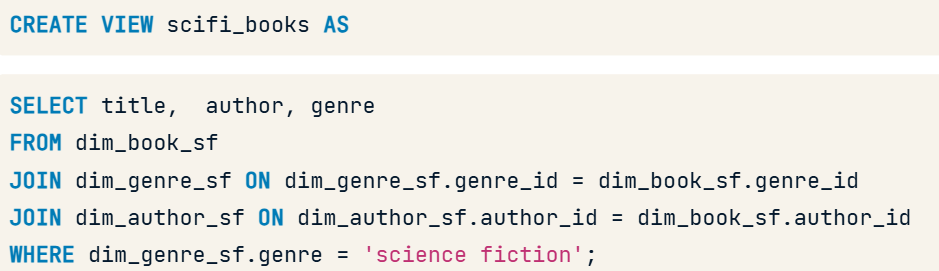 CREATE VIEW scifi_books AS
SELECT title,  author, genre
FROM dim_book_sf
JOIN dim_genre_sf ON dim_genre_sf.genre_id = dim_book_sf.genre_id
JOIN dim_author_sf ON dim_author_sf.author_id = dim_book_sf.author_id
WHERE dim_genre_sf.genre = 'science fiction';